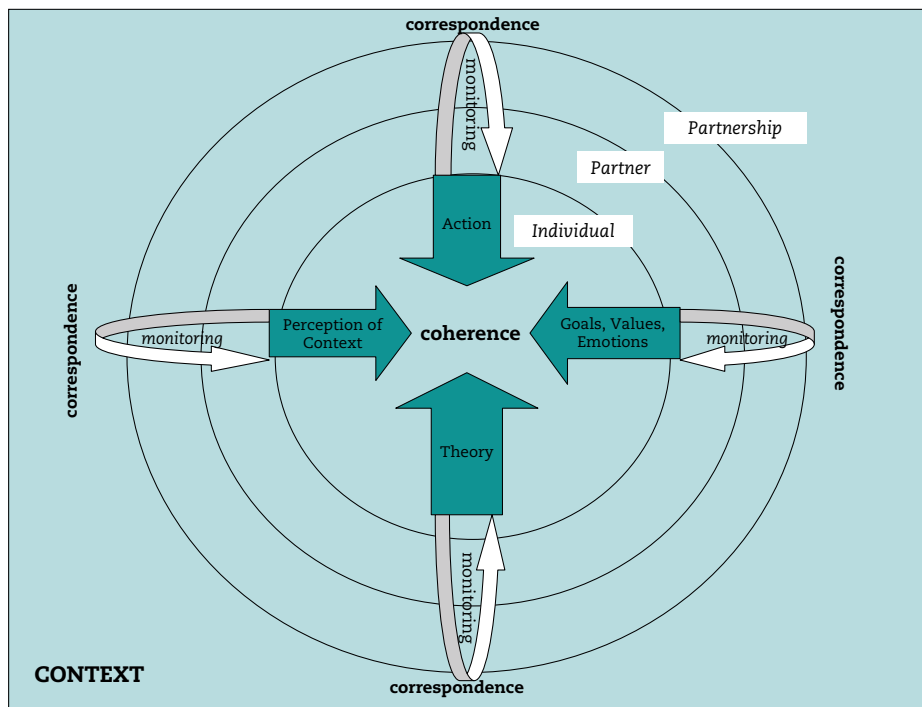 correspondence
monitoring
Partnership
Partner
Action
Individual
correspondence
monitoring
Perception of
Context
coherence
Goals, Values,
Emotions
monitoring
correspondence
Theory
monitoring
CONTEXT
correspondence